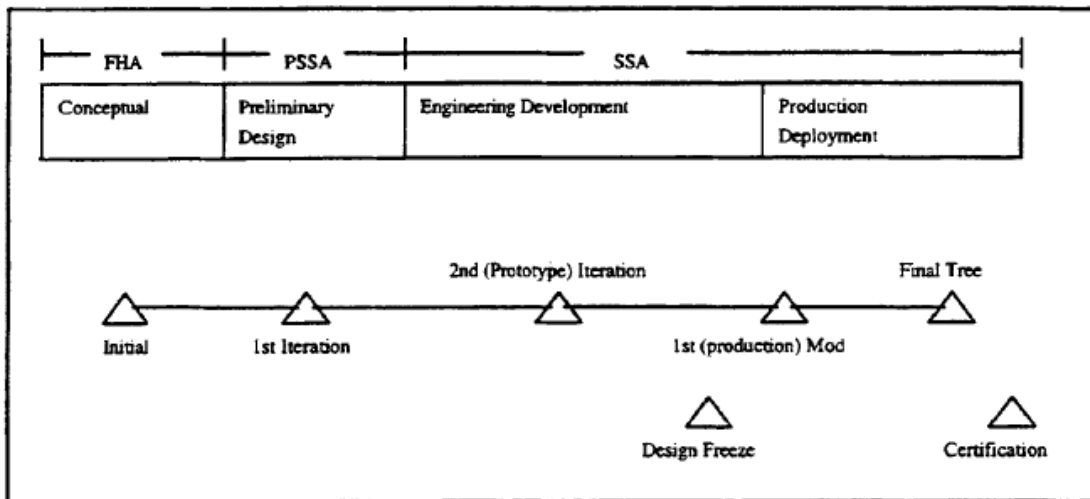 FHA PSSA SSA
Conceptual
Preliminary
Design
Engineering Development
Production
Deployment
2nd (Prototype) Iteration
Final Tree
Initial
1st Iteration
1st (production) Mod
Design Freeze
Certification